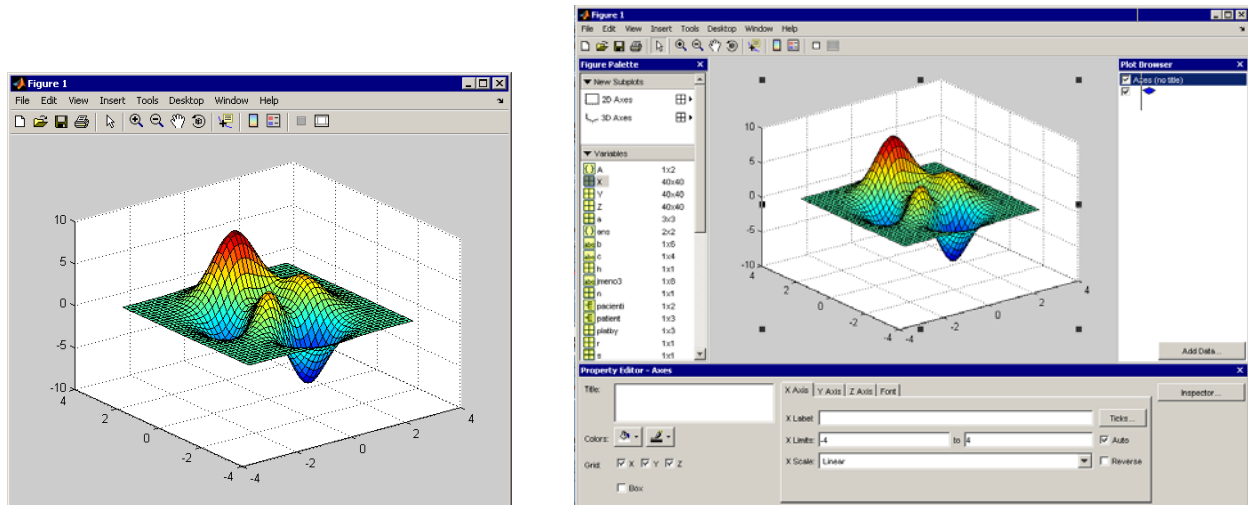 Figure 1
File Edit View Insert Tools Desktop Window Help
10
5
0
-5
-10
4
2
0
-2
-4
-4
-2
0
2
4
Figure 1
File Edit View Insert Tools Desktop Window Help
Figure Palette
New Subplots
2D Axes
3D Axes
Variables
A 1x2
X 40x40
Y 40x40
Z 40x40
a 3x3
ans 2x2
abc b 1x6
abc c 1x4
h 1x1
abc jmeno3 1x8
n 1x1
pacienti 1x2
patient 1x3
platby 1x3
r 1x1
s 1x1
10
5
0
-5
-10
4
2
0
-2
-4
-4
-2
0
2
4
Plot Browser
Axes (no title)
Add Data...
Property Editor - Axes
Title:
Colors:
Grid: X Y Z
Box
X Axis Y Axis Z Axis Font
X Label:
Ticks...
X Limits: -4 to 4 Auto
X Scale: Linear Reverse
Inspector...